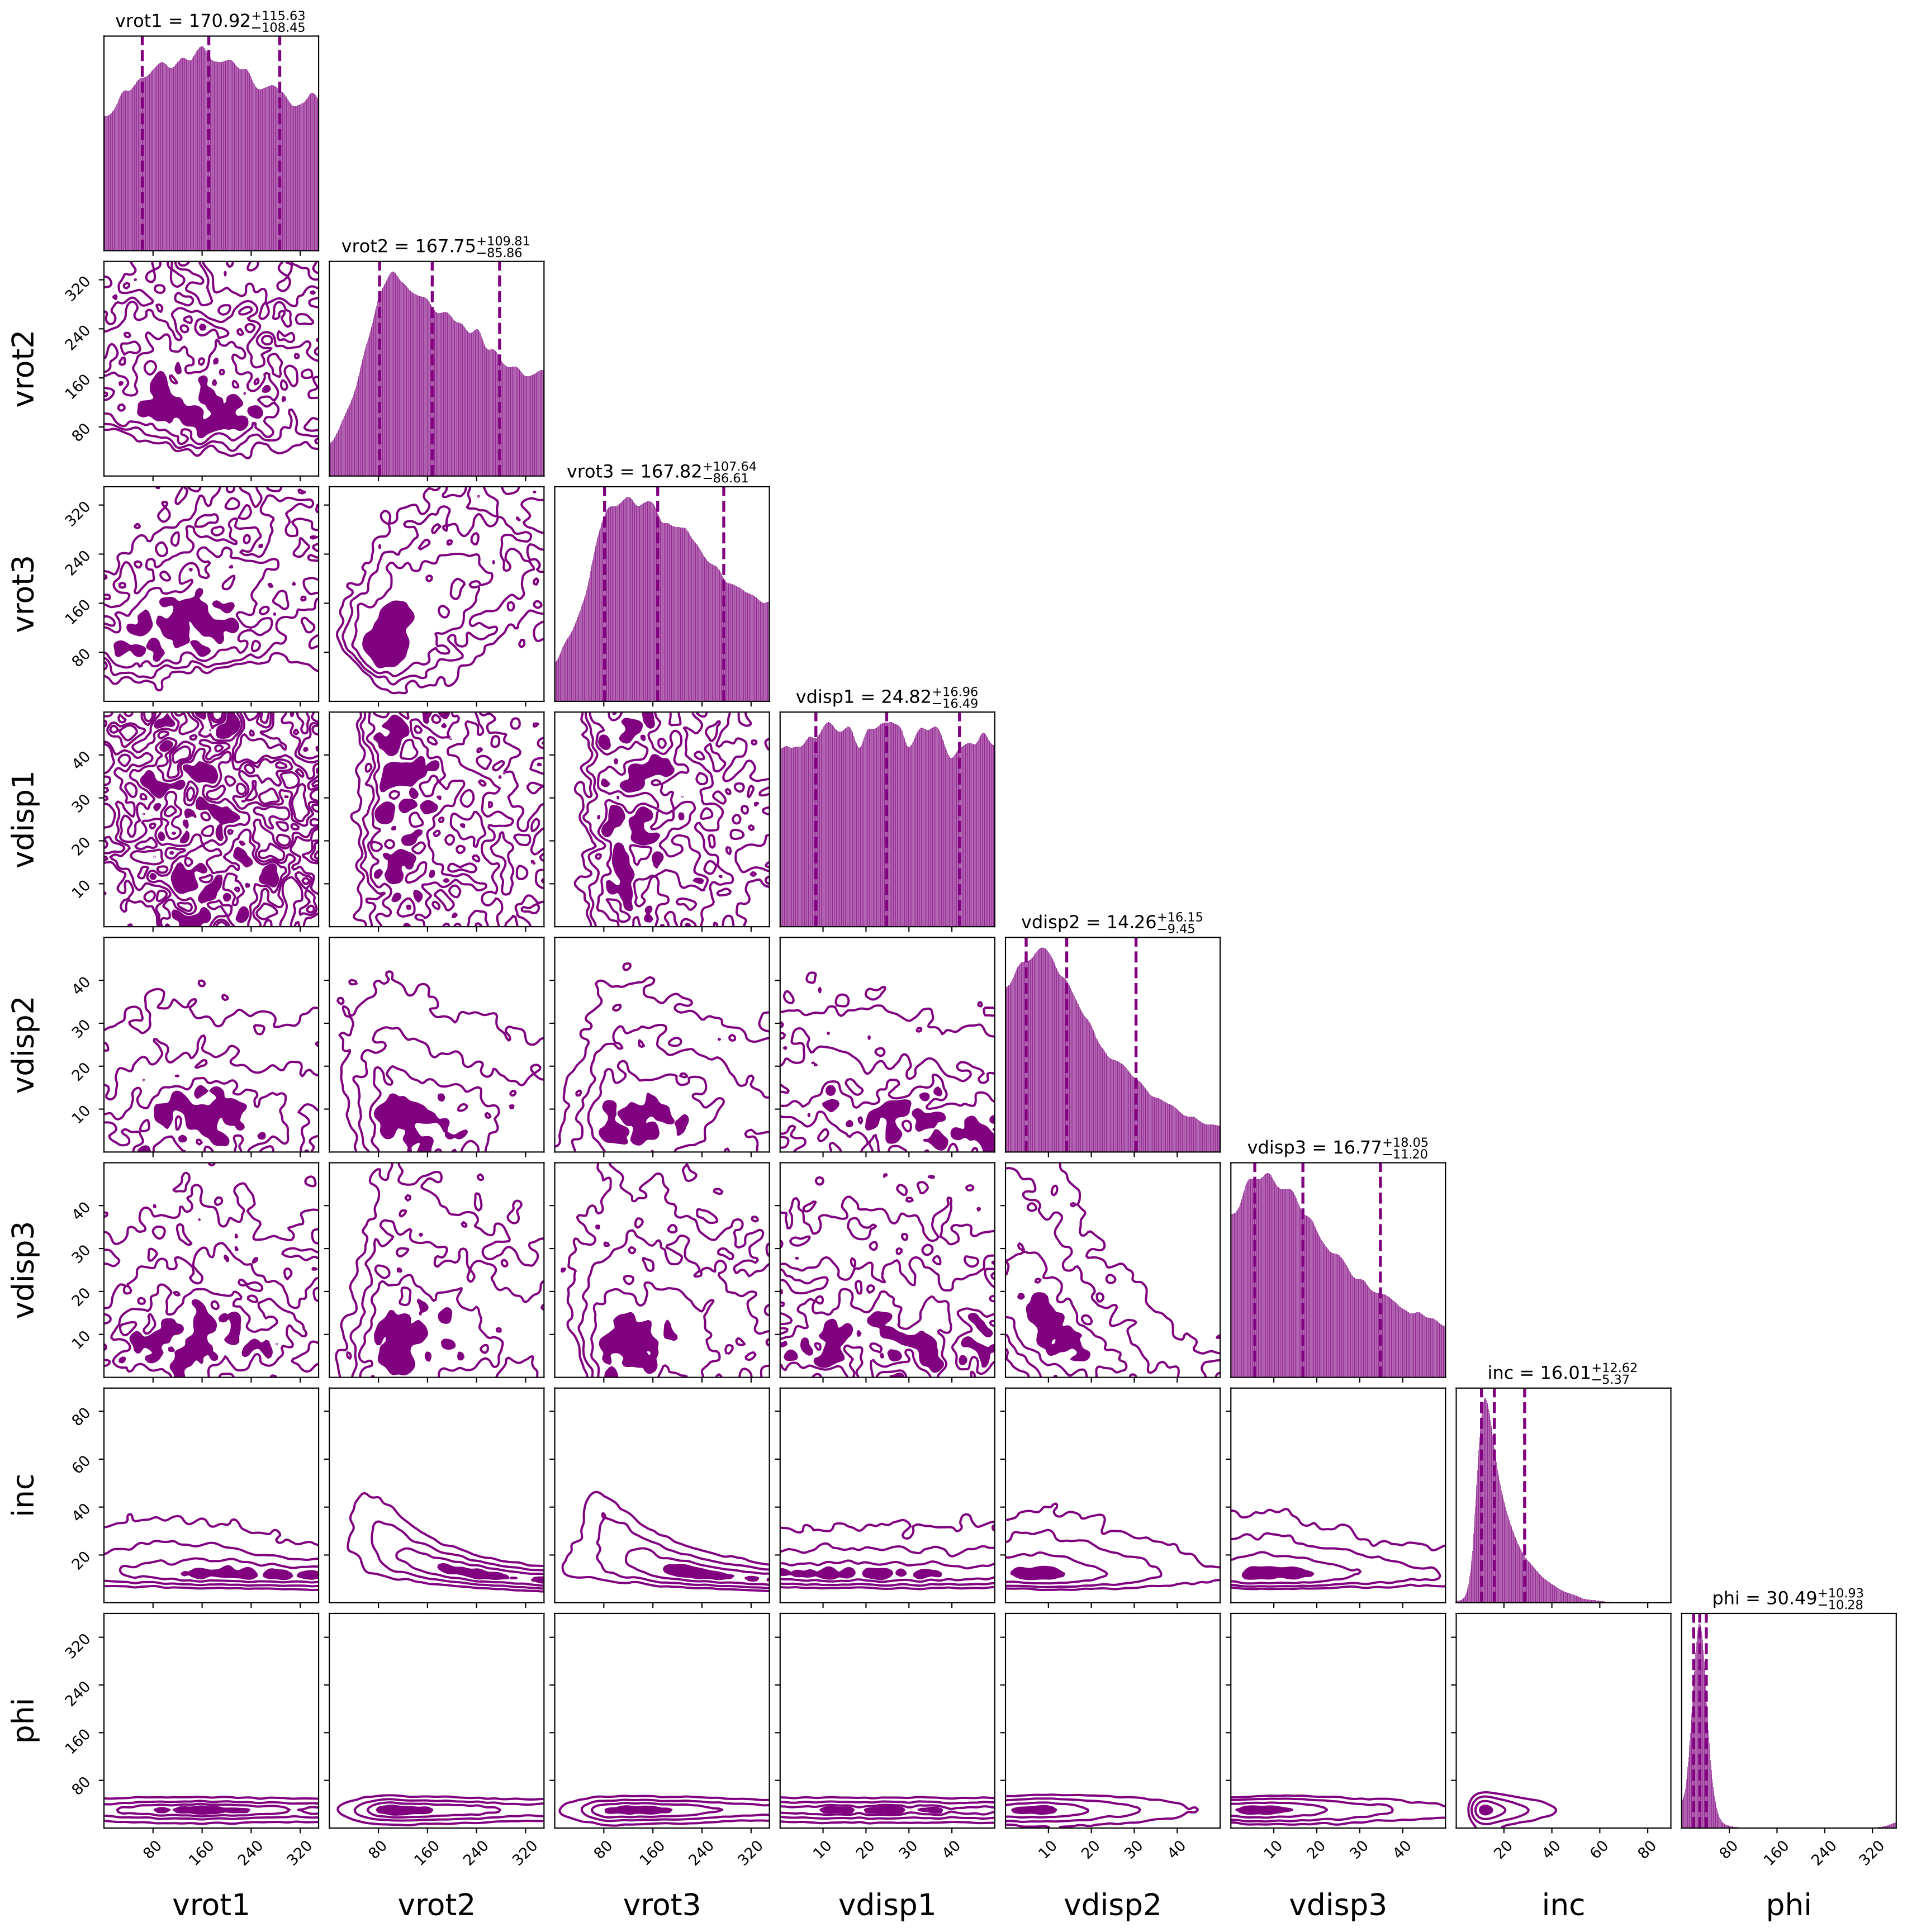 vrot1 = 170.92+115.63 −108.45
vrot2 = 167.75+109.81 −85.86
vrot2
320
240
160
80
vrot3 = 167.82+107.64 −86.61
vrot3
320
240
160
80
vdisp1 = 24.82+16.96 −16.49
vdisp1
40
30
20
10
vdisp2 = 14.26+16.15 −9.45
vdisp2
40
30
20
10
vdisp3 = 16.77+18.05 −11.20
vdisp3
40
30
20
10
inc = 16.01+12.62 −5.37
inc
80
60
40
20
phi = 30.49+10.93 −10.28
phi
320
240
160
80
80 160 240 320 80 160 240 320 80 160 240 320 10 20 30 40 10 20 30 40 10 20 30 40 20 40 60 80 80 160 240 320
vrot1 vrot2 vrot3 vdisp1 vdisp2 vdisp3 inc phi